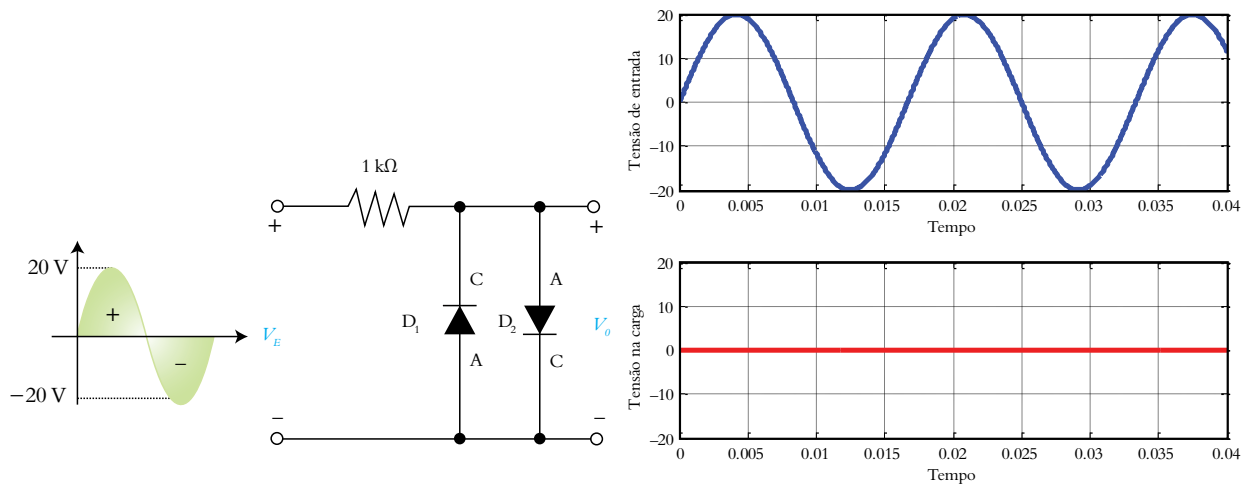 20 V
+
−
−20 V
V_E
1 kΩ
+
+
C
A
D₁
D₂
A
C
V_0
−
−
Tensão de entrada
20
10
0
−10
−20
0 0.005 0.01 0.015 0.02 0.025 0.03 0.035 0.04
Tempo
Tensão na carga
20
10
0
−10
−20
0 0.005 0.01 0.015 0.02 0.025 0.03 0.035 0.04
Tempo